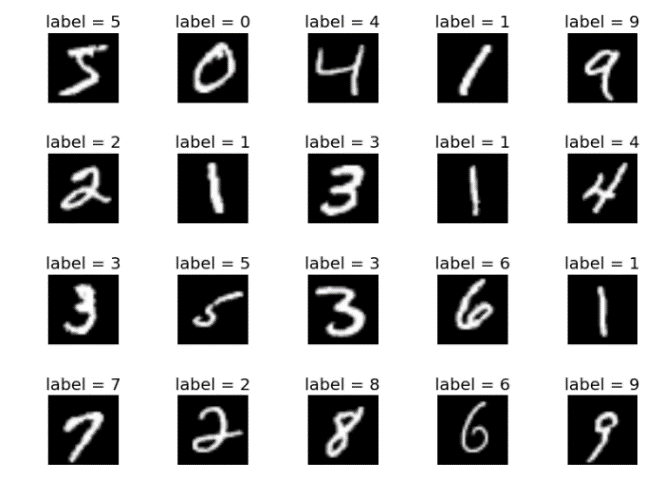 label = 5 label = 0 label = 4 label = 1 label = 9
5 0 4 1 9
label = 2 label = 1 label = 3 label = 1 label = 4
2 1 3 1 4
label = 3 label = 5 label = 3 label = 6 label = 1
3 5 3 6 1
label = 7 label = 2 label = 8 label = 6 label = 9
7 2 8 6 9